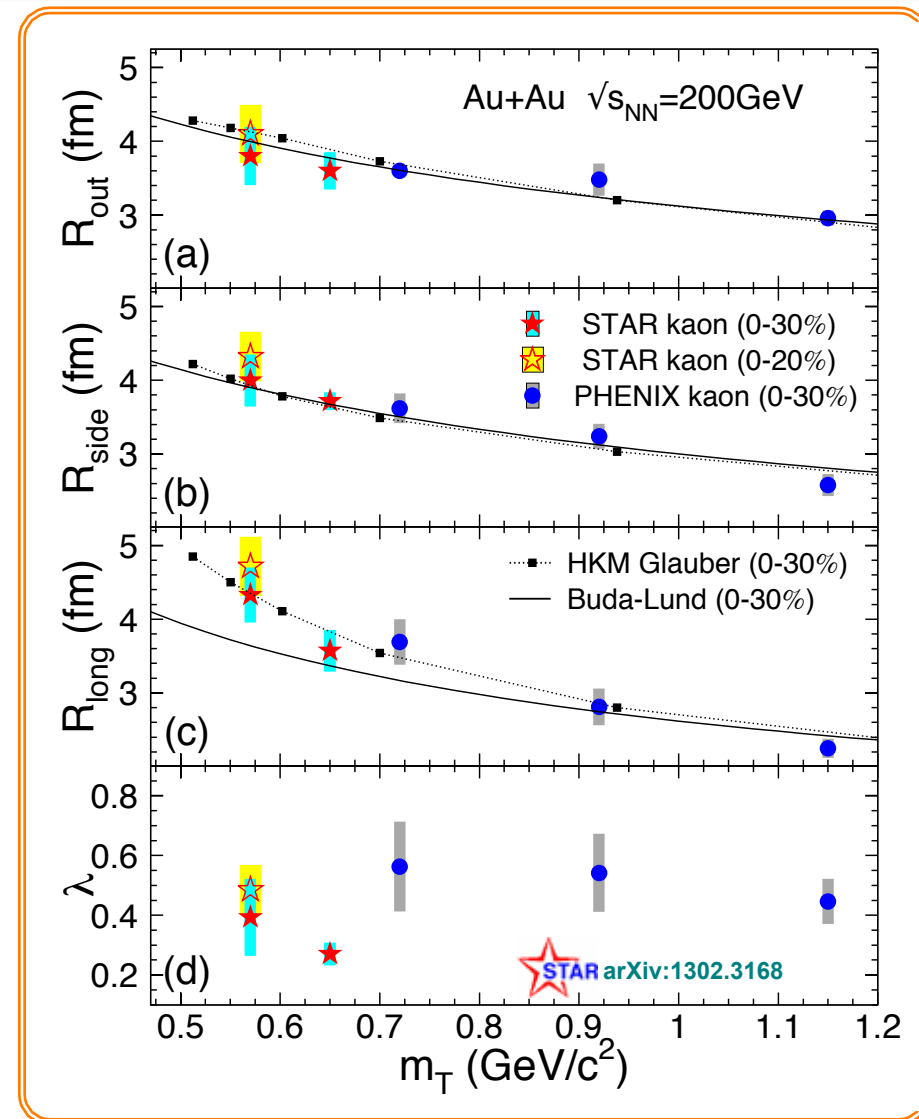 Au+Au √s_NN=200GeV
R_out (fm)
5
4
3
(a)
STAR kaon (0-30%)
STAR kaon (0-20%)
PHENIX kaon (0-30%)
R_side (fm)
5
4
3
(b)
HKM Glauber (0-30%)
Buda-Lund (0-30%)
R_long (fm)
5
4
3
(c)
λ
0.8
0.6
0.4
0.2
(d)
STAR arXiv:1302.3168
0.5 0.6 0.7 0.8 0.9 1 1.1 1.2
m_T (GeV/c²)